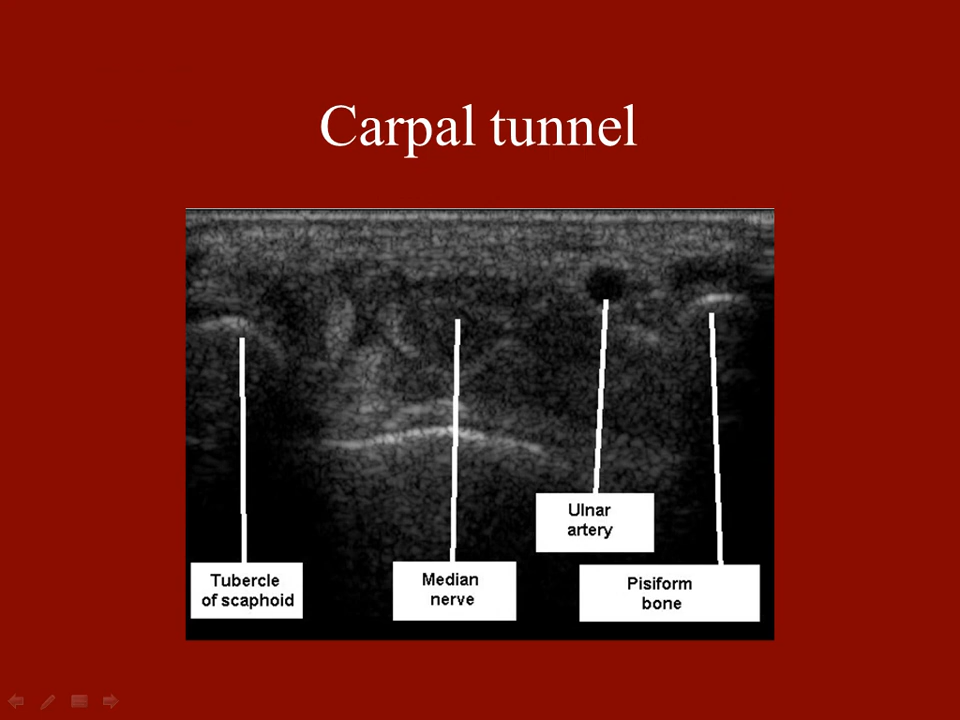 Carpal tunnel
Ulnar
artery
Tubercle
of scaphoid
Median
nerve
Pisiform
bone